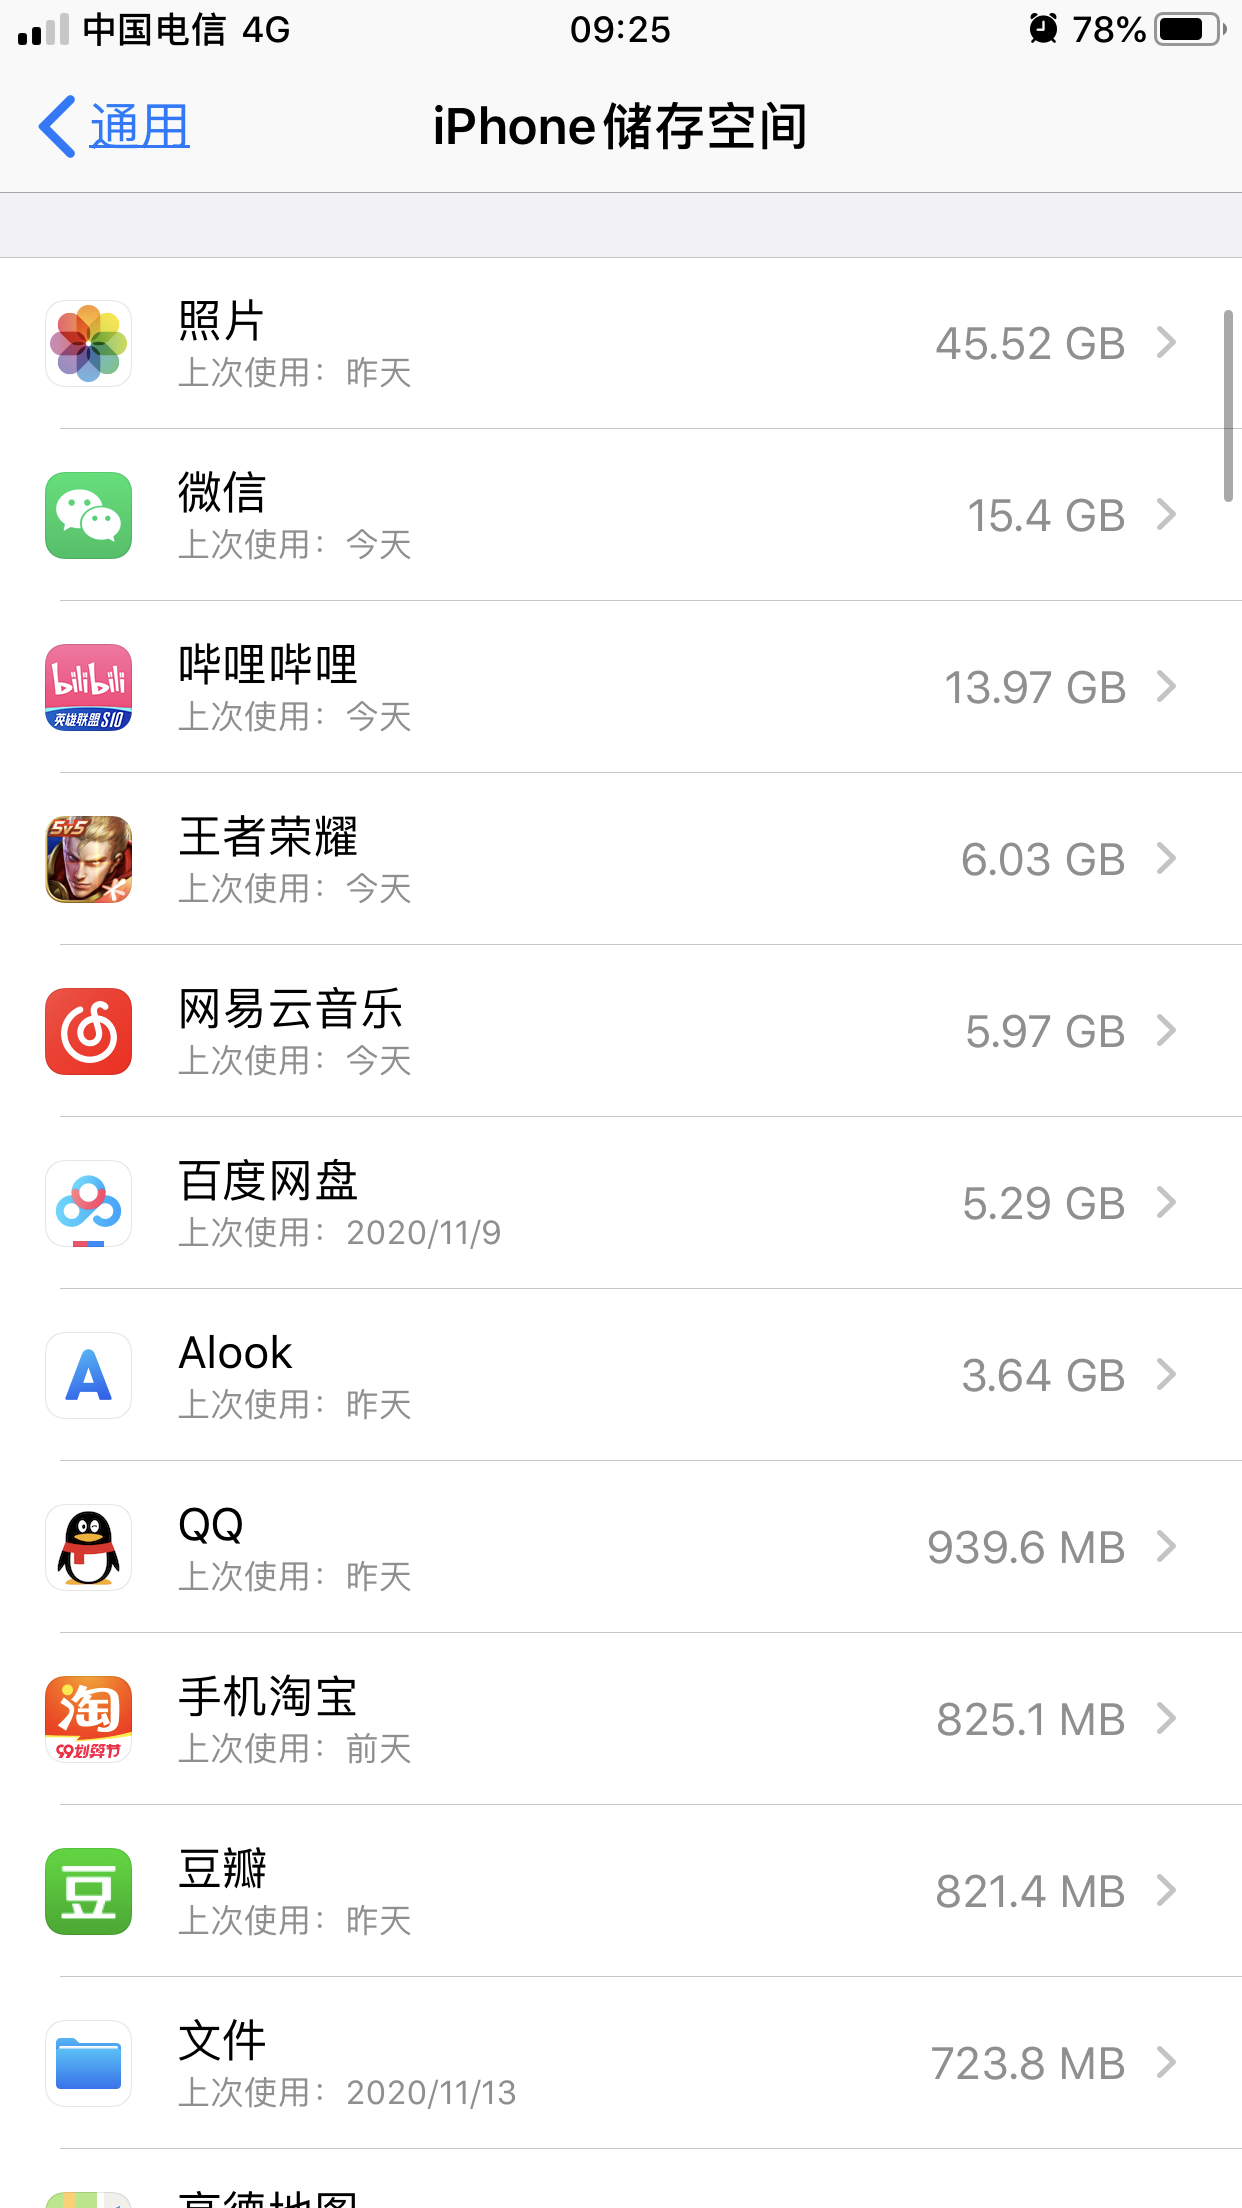 中国电信 4G 09:25 78%
通用 iPhone储存空间
照片
上次使用：昨天
45.52 GB
微信
上次使用：今天
15.4 GB
bilibili
英雄联盟S10
哔哩哔哩
上次使用：今天
13.97 GB
5v5
王者荣耀
上次使用：今天
6.03 GB
网易云音乐
上次使用：今天
5.97 GB
百度网盘
上次使用：2020/11/9
5.29 GB
A
Alook
上次使用：昨天
3.64 GB
QQ
上次使用：昨天
939.6 MB
淘
99划算节
手机淘宝
上次使用：前天
825.1 MB
豆
豆瓣
上次使用：昨天
821.4 MB
文件
上次使用：2020/11/13
723.8 MB
高德地图